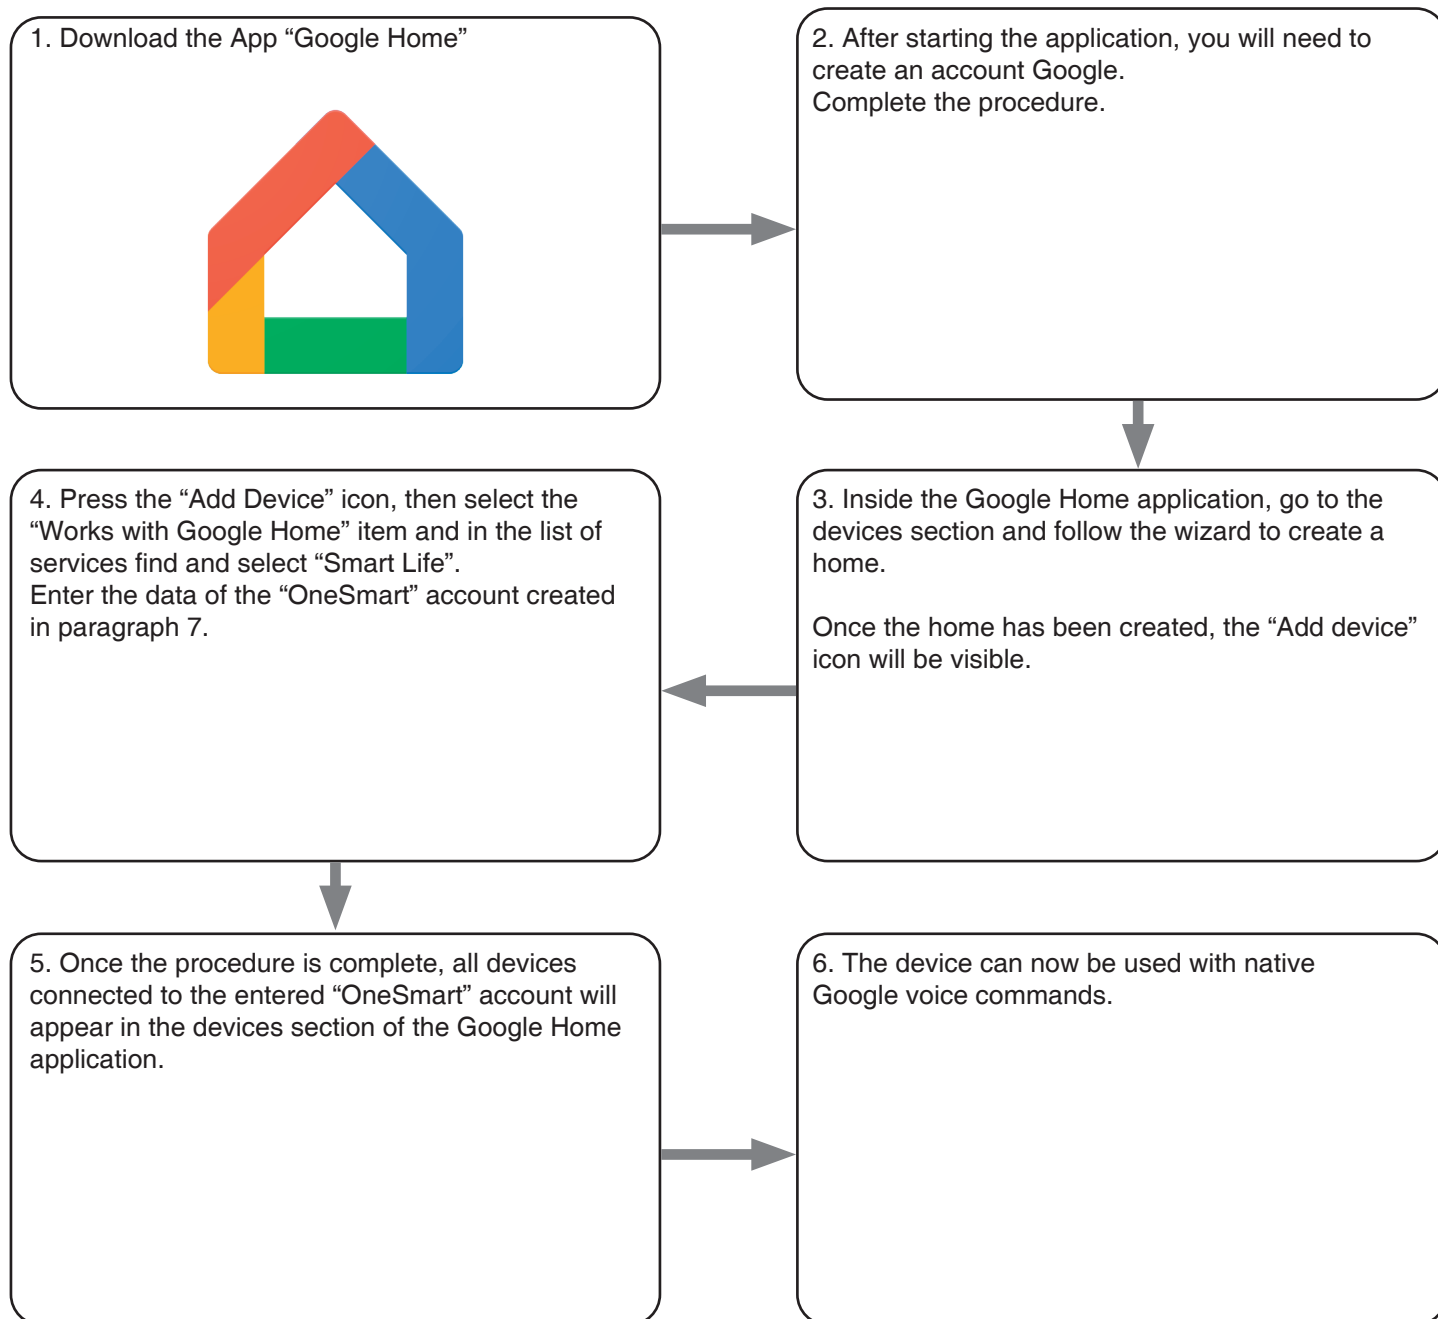 1. Download the App “Google Home”
2. After starting the application, you will need to
create an account Google.
Complete the procedure.
3. Inside the Google Home application, go to the
devices section and follow the wizard to create a
home.
Once the home has been created, the “Add device”
icon will be visible.
4. Press the “Add Device” icon, then select the
“Works with Google Home” item and in the list of
services find and select “Smart Life”.
Enter the data of the “OneSmart” account created
in paragraph 7.
5. Once the procedure is complete, all devices
connected to the entered “OneSmart” account will
appear in the devices section of the Google Home
application.
6. The device can now be used with native
Google voice commands.